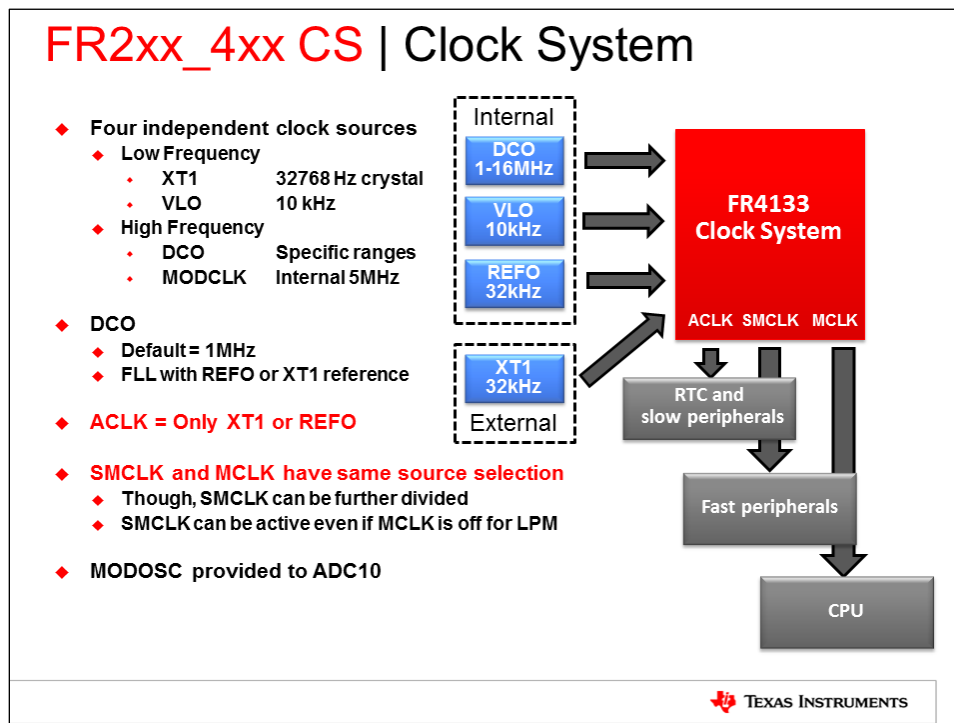 FR2xx_4xx CS | Clock System
Four independent clock sources
Low Frequency
XT1 32768 Hz crystal
VLO 10 kHz
High Frequency
DCO Specific ranges
MODCLK Internal 5MHz
DCO
Default = 1MHz
FLL with REFO or XT1 reference
ACLK = Only XT1 or REFO
SMCLK and MCLK have same source selection
Though, SMCLK can be further divided
SMCLK can be active even if MCLK is off for LPM
MODOSC provided to ADC10
Internal
DCO
1-16MHz
VLO
10kHz
REFO
32kHz
XT1
32kHz
External
FR4133
Clock System
ACLK SMCLK MCLK
RTC and
slow peripherals
Fast peripherals
CPU
TEXAS INSTRUMENTS